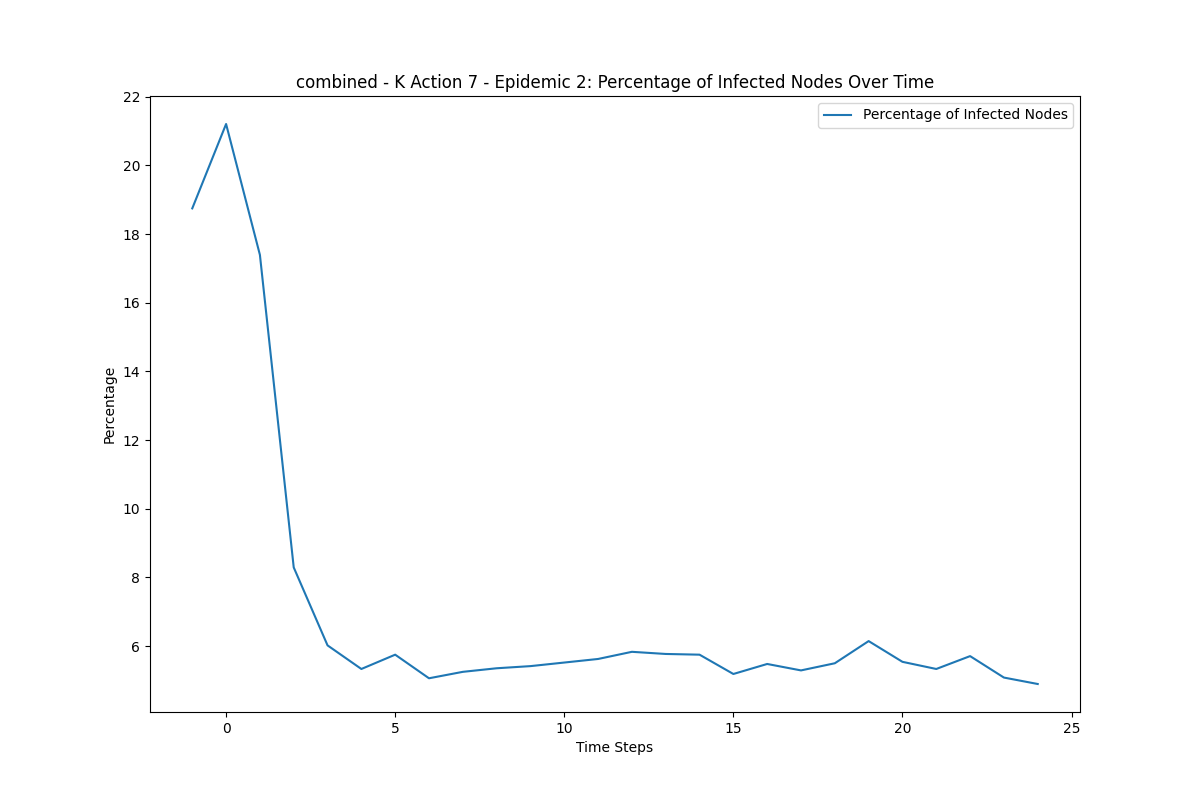 combined - K Action 7 - Epidemic 2: Percentage of Infected Nodes Over Time
Percentage of Infected Nodes
22
20
18
16
14
12
10
8
6
Percentage
0 5 10 15 20 25
Time Steps